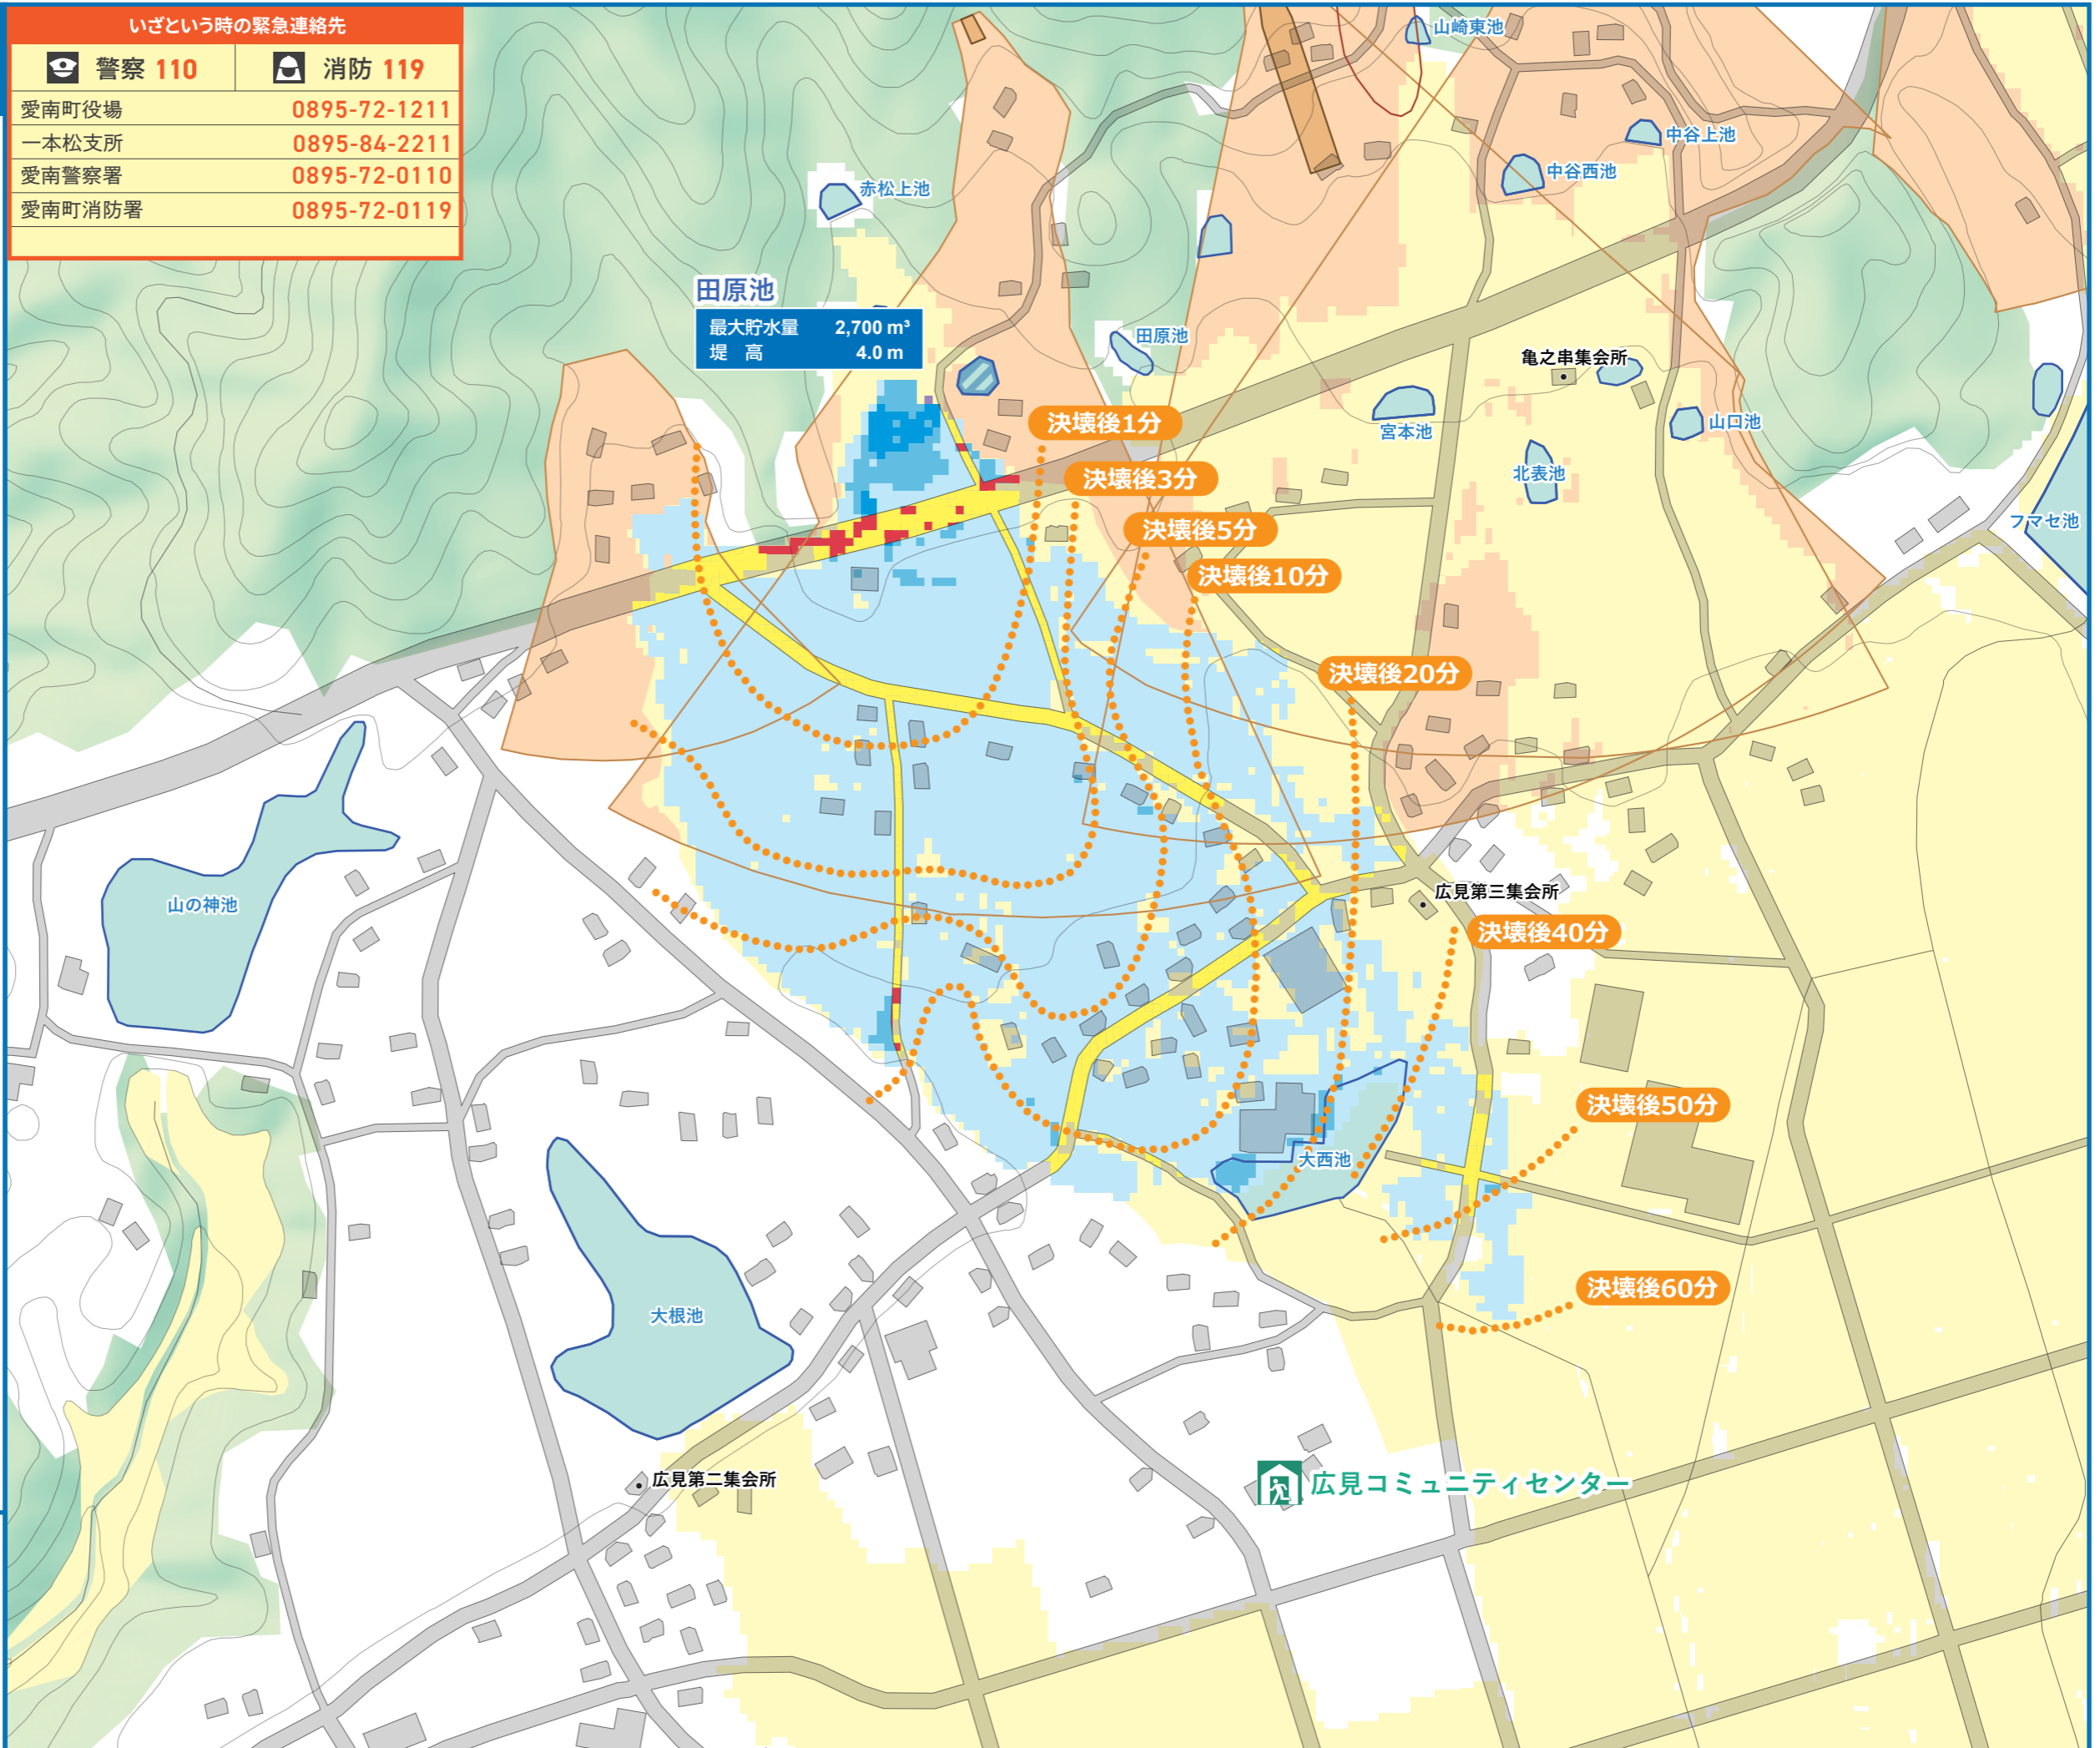 いざという時の緊急連絡先
警察 110 消防 119
愛南町役場 0895-72-1211
一本松支所 0895-84-2211
愛南警察署 0895-72-0110
愛南町消防署 0895-72-0119
山崎東池
中谷上池
中谷西池
赤松上池
田原池
最大貯水量 2,700 m³
堤 高 4.0 m
田原池
亀之串集会所
山口池
宮本池
北表池
フマセ池
決壊後1分
決壊後3分
決壊後5分
決壊後10分
決壊後20分
広見第三集会所
決壊後40分
山の神池
決壊後50分
大西池
決壊後60分
大根池
広見第二集会所
広見コミュニティセンター